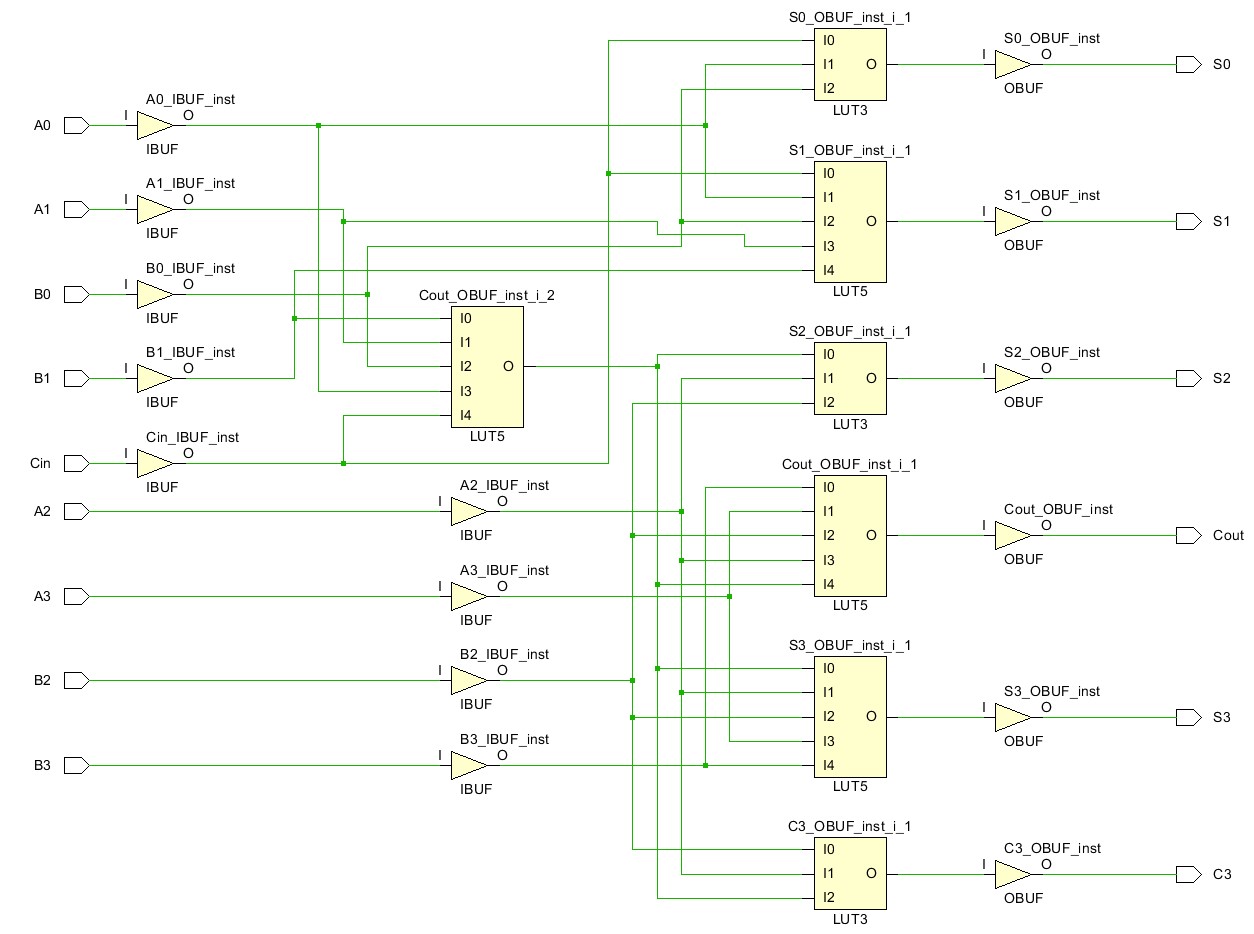 S0_OBUF_inst_i_1
I0
I1 O
I2
LUT3
S0_OBUF_inst
I O
OBUF
S0
A0_IBUF_inst
A0 I O
IBUF
S1_OBUF_inst_i_1
I0
I1
I2 O
I3
I4
LUT5
S1_OBUF_inst
I O
OBUF
S1
A1_IBUF_inst
A1 I O
IBUF
B0_IBUF_inst
B0 I O
IBUF
Cout_OBUF_inst_i_2
I0
I1
I2 O
I3
I4
LUT5
B1_IBUF_inst
B1 I O
IBUF
S2_OBUF_inst_i_1
I0
I1 O
I2
LUT3
S2_OBUF_inst
I O
OBUF
S2
Cin_IBUF_inst
Cin I O
IBUF
A2_IBUF_inst
A2 I O
IBUF
Cout_OBUF_inst_i_1
I0
I1
I2 O
I3
I4
LUT5
Cout_OBUF_inst
I O
OBUF
Cout
A3_IBUF_inst
A3 I O
IBUF
B2_IBUF_inst
B2 I O
IBUF
S3_OBUF_inst_i_1
I0
I1
I2 O
I3
I4
LUT5
S3_OBUF_inst
I O
OBUF
S3
B3_IBUF_inst
B3 I O
IBUF
C3_OBUF_inst_i_1
I0
I1 O
I2
LUT3
C3_OBUF_inst
I O
OBUF
C3